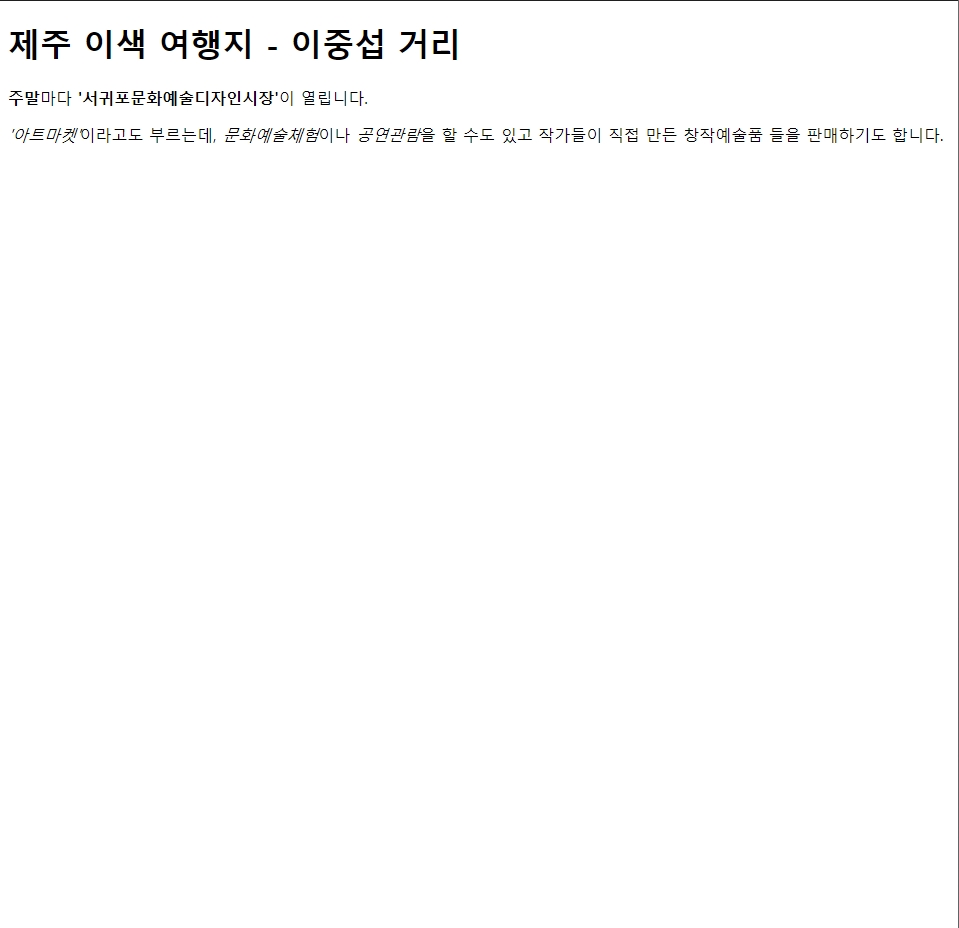 제주 이색 여행지 - 이중섭 거리
주말마다 '서귀포문화예술디자인시장'이 열립니다.
'아트마켓'이라고도 부르는데, 문화예술체험이나 공연관람을 할 수도 있고 작가들이 직접 만든 창작예술품 들을 판매하기도 합니다.